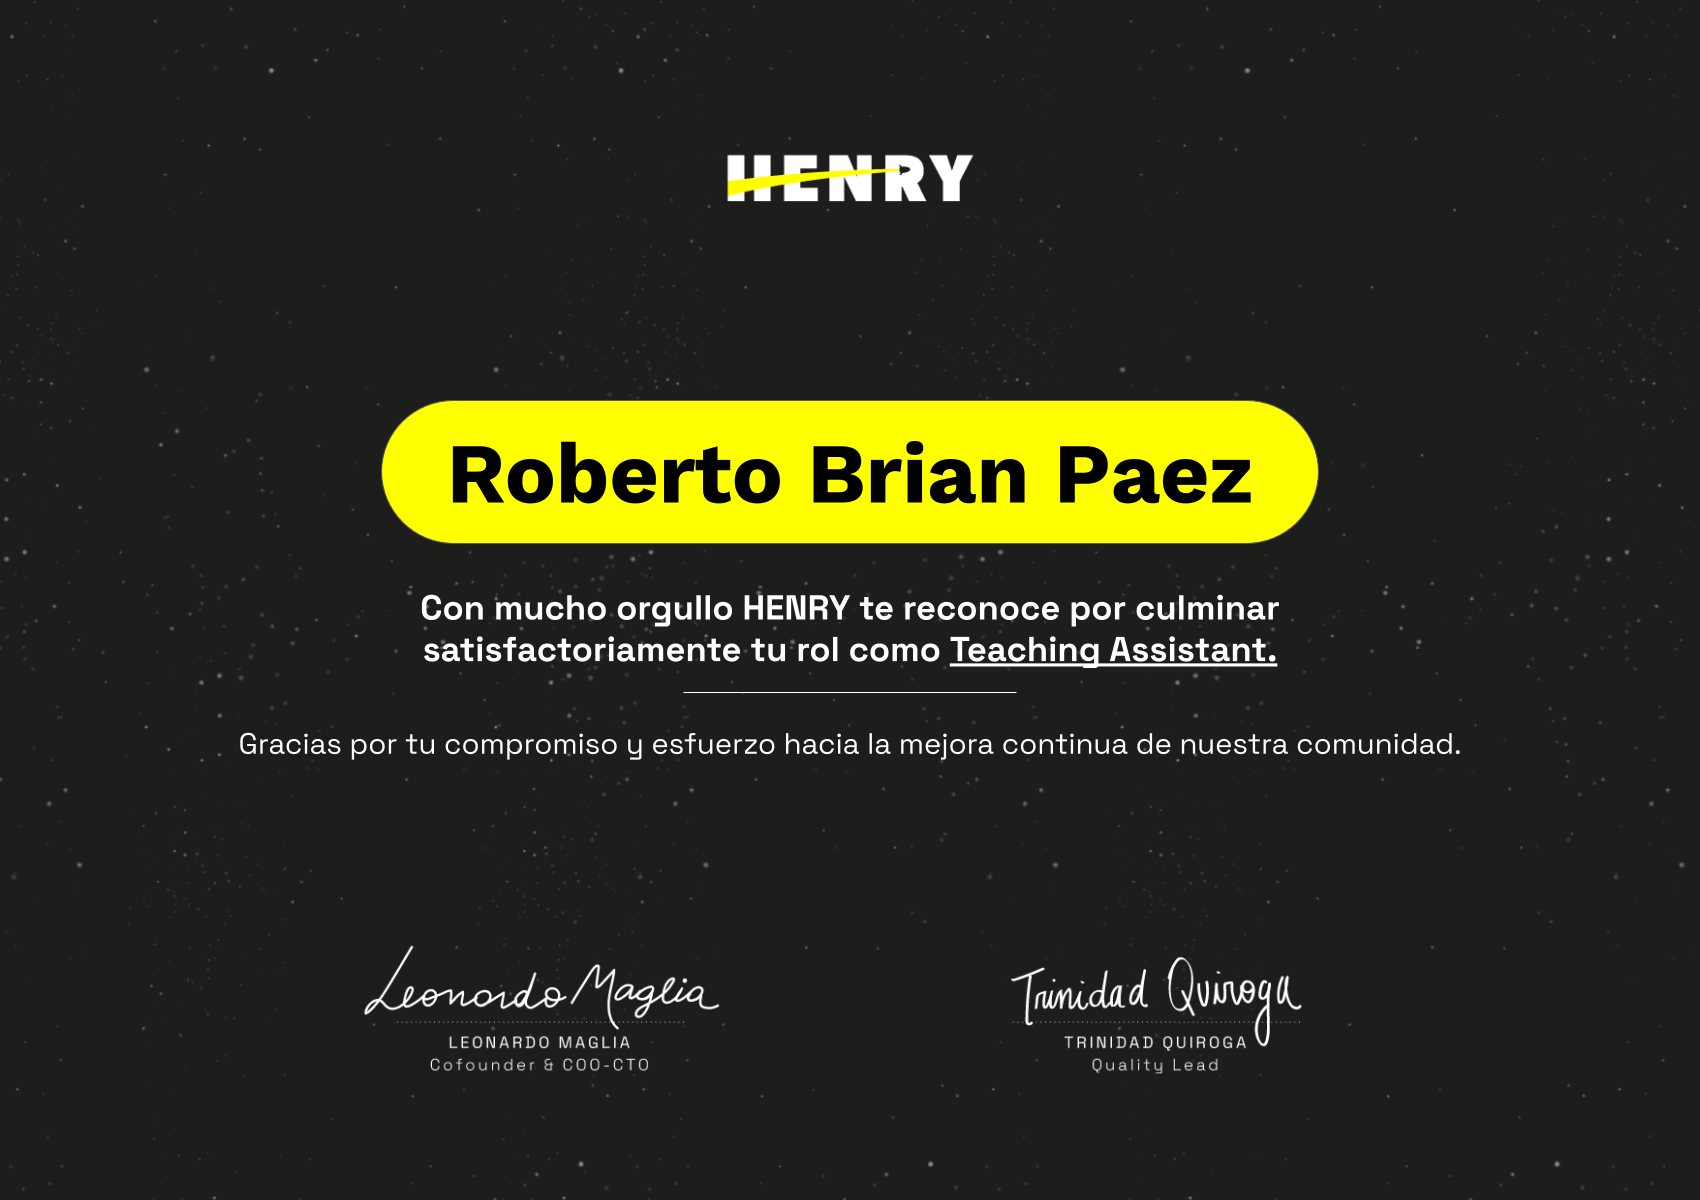 HENRY
Roberto Brian Paez
Con mucho orgullo HENRY te reconoce por culminar
satisfactoriamente tu rol como Teaching Assistant.
Gracias por tu compromiso y esfuerzo hacia la mejora continua de nuestra comunidad.
Leonardo Maglia
LEONARDO MAGLIA
Cofounder & COO-CTO
Trinidad Quiroga
TRINIDAD QUIROGA
Quality Lead